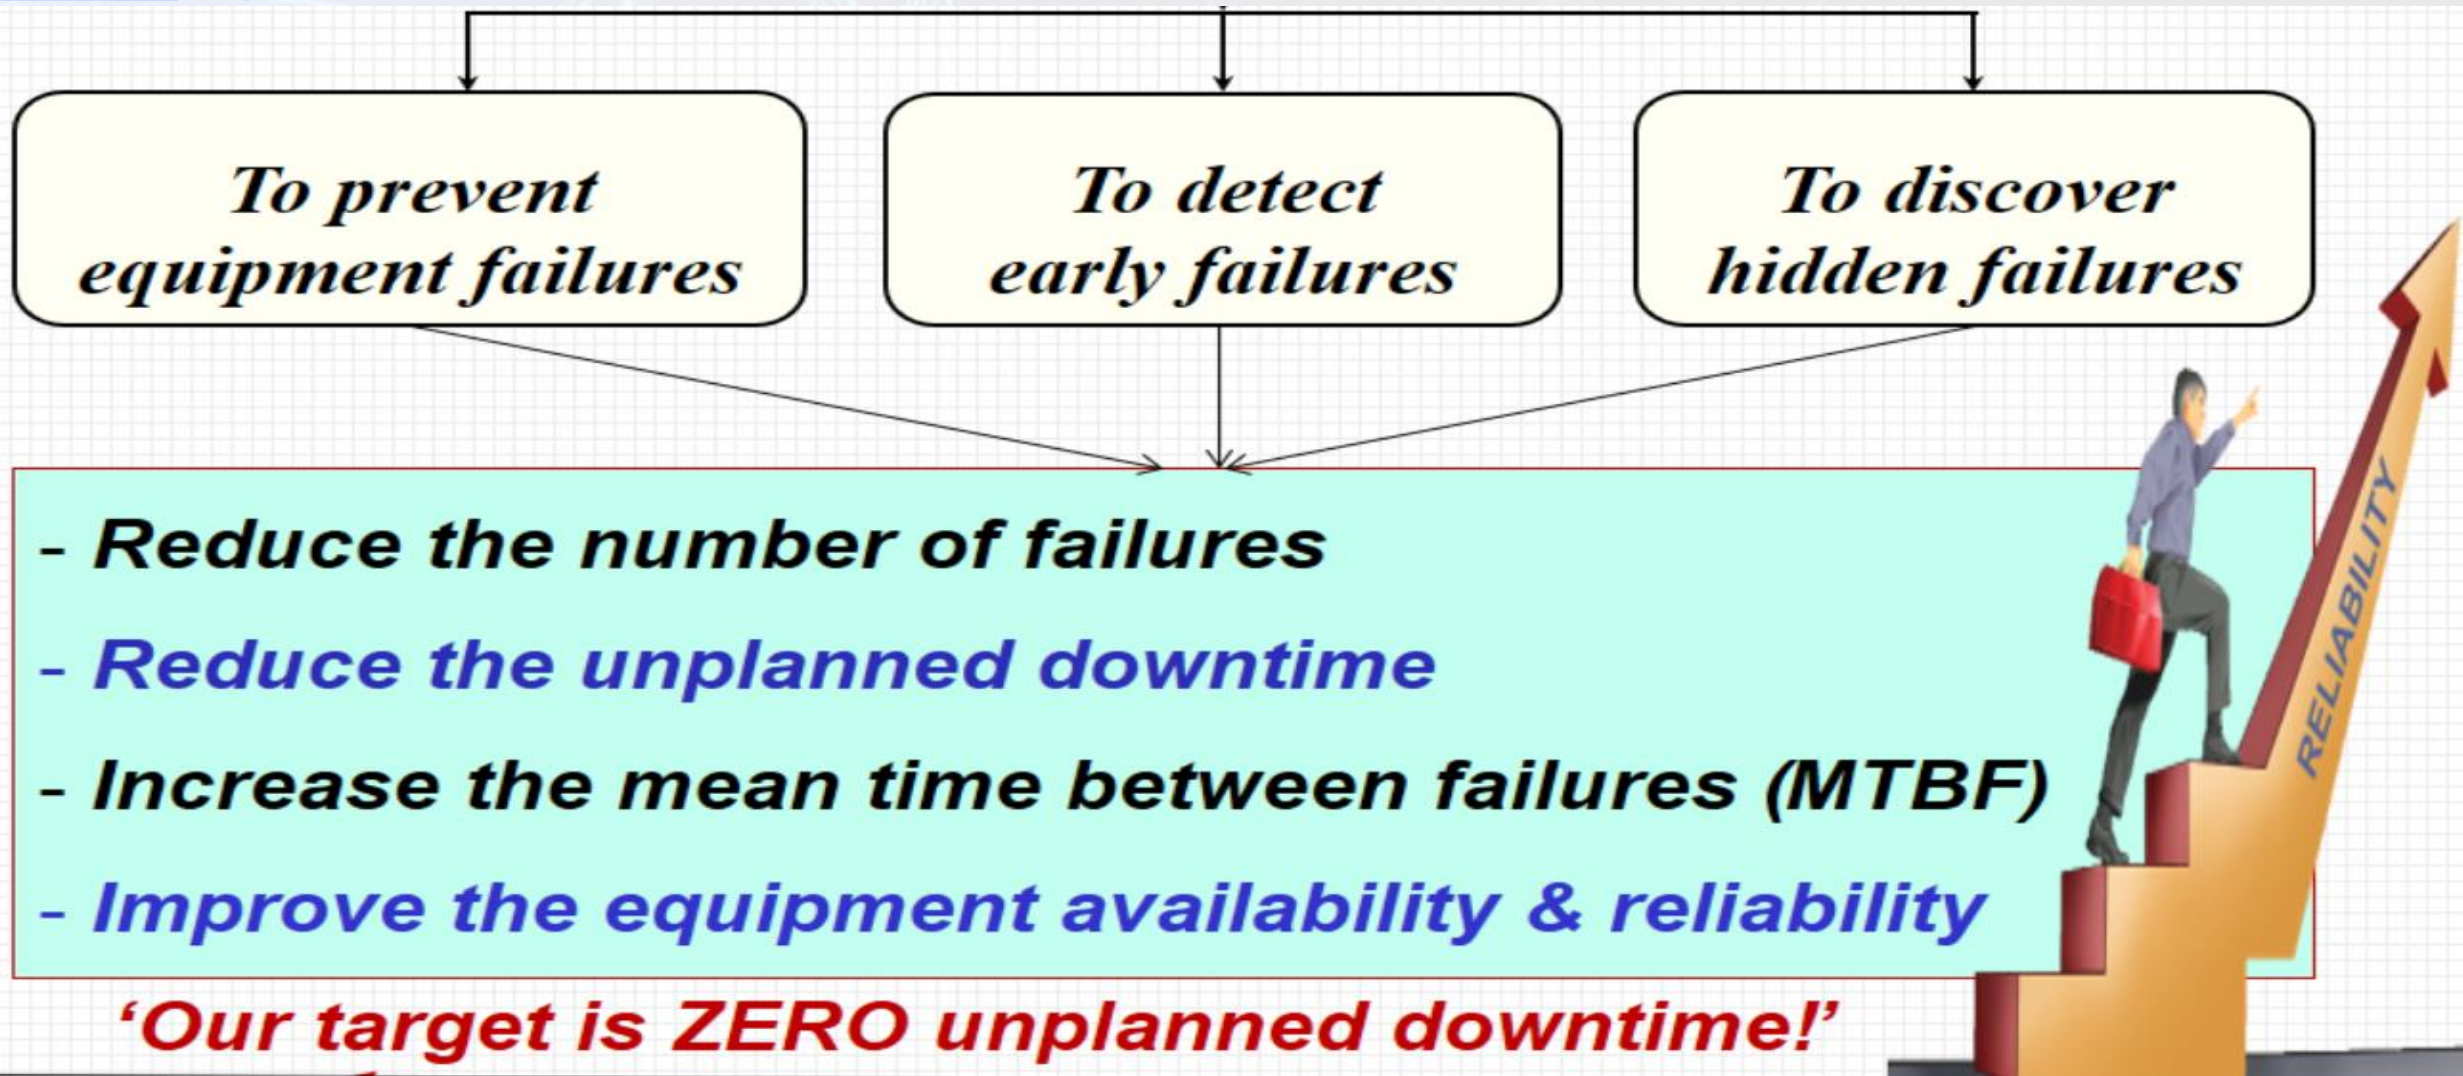 To prevent
equipment failures
To detect
early failures
To discover
hidden failures
- Reduce the number of failures
- Reduce the unplanned downtime
- Increase the mean time between failures (MTBF)
- Improve the equipment availability & reliability
RELIABILITY
‘Our target is ZERO unplanned downtime!’